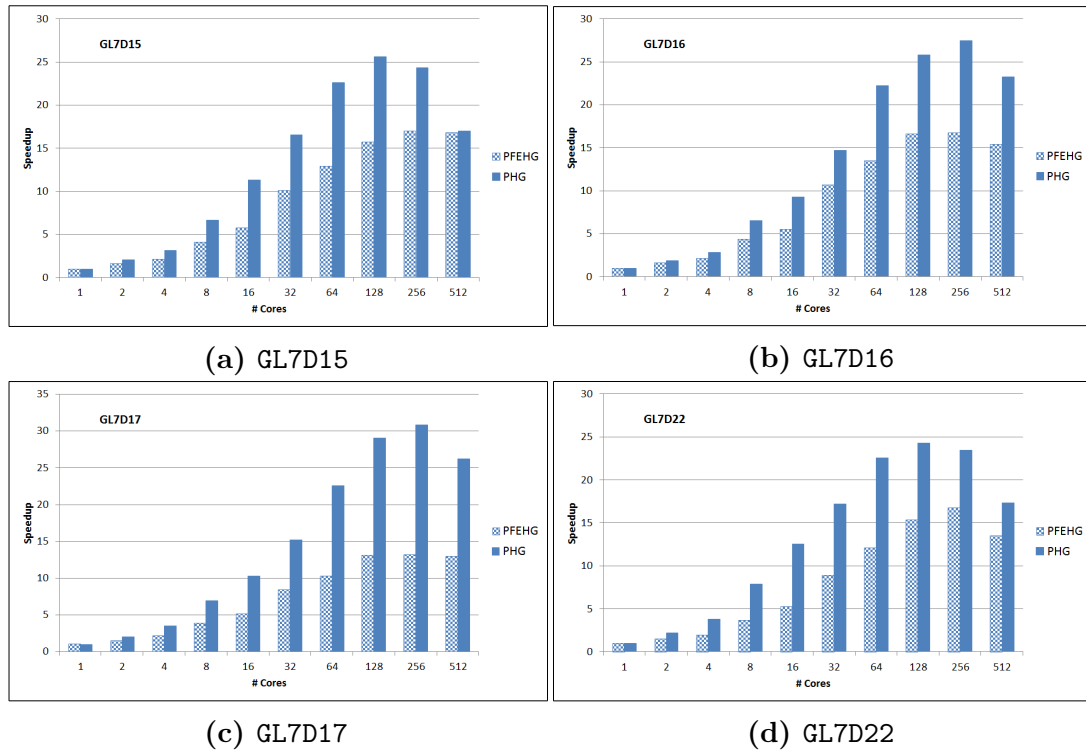 GL7D15
30
25
20
15
10
5
0
Speedup
1 2 4 8 16 32 64 128 256 512
# Cores
PFEHG
PHG
(a) GL7D15
GL7D16
30
25
20
15
10
5
0
Speedup
1 2 4 8 16 32 64 128 256 512
# Cores
PFEHG
PHG
(b) GL7D16
GL7D17
35
30
25
20
15
10
5
0
Speedup
1 2 4 8 16 32 64 128 256 512
# Cores
PFEHG
PHG
(c) GL7D17
GL7D22
30
25
20
15
10
5
0
Speedup
1 2 4 8 16 32 64 128 256 512
# Cores
PFEHG
PHG
(d) GL7D22